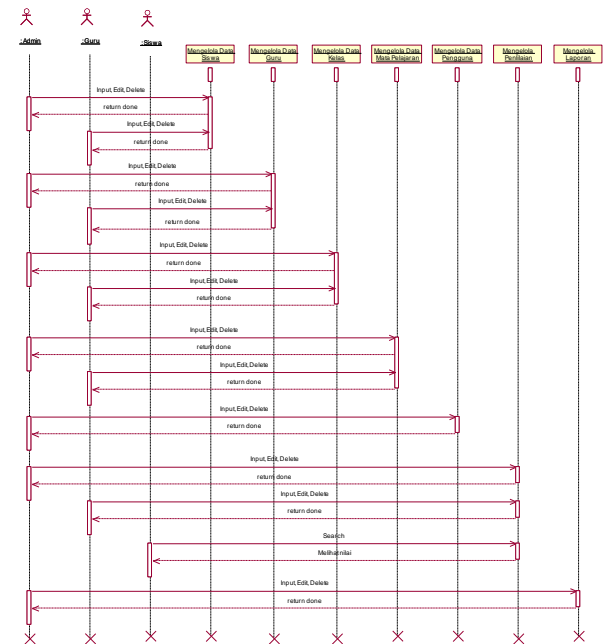 :Admin
:Guru
:Siswa
Mengelola Data Siswa
Mengelola Data Guru
Mengelola Data Kelas
Mengelola Data Mata Pelajaran
Mengelola Data Pengguna
Mengelola Penilaian
Mengelola Laporan
Input, Edit, Delete
return done
Input, Edit, Delete
return done
Input, Edit, Delete
return done
Input, Edit, Delete
return done
Input, Edit, Delete
return done
Input, Edit, Delete
return done
Input, Edit, Delete
return done
Input, Edit, Delete
return done
Input, Edit, Delete
return done
Input, Edit, Delete
return done
Input, Edit, Delete
return done
Search
Melihat nilai
Input, Edit, Delete
return done